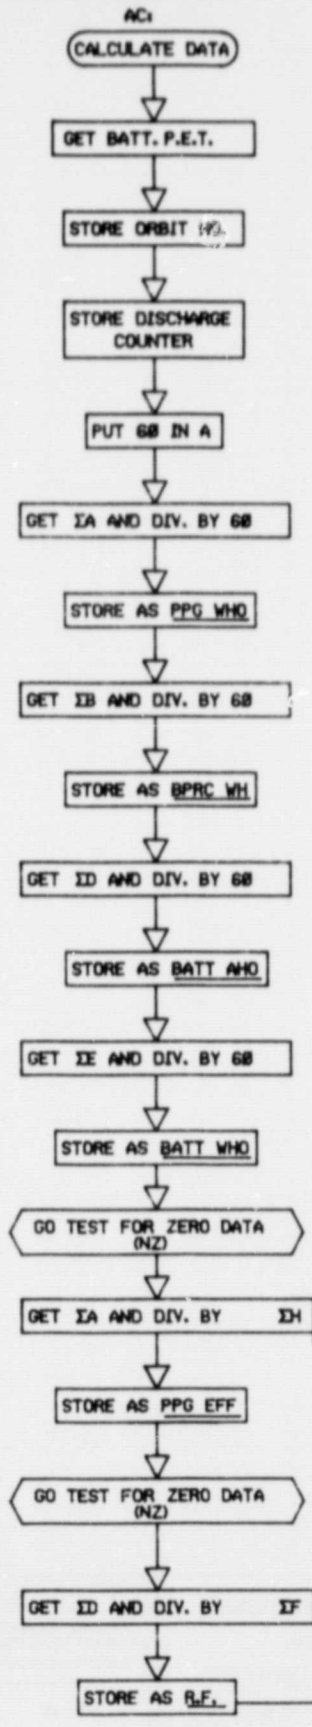 AC:
CALCULATE DATA
GET BATT. P.E.T.
STORE ORBIT NO.
STORE DISCHARGE
COUNTER
PUT 60 IN A
GET ΣA AND DIV. BY 60
STORE AS PPG WHO
GET ΣB AND DIV. BY 60
STORE AS BPRC WH
GET ΣD AND DIV. BY 60
STORE AS BATT AHO
GET ΣE AND DIV. BY 60
STORE AS BATT WHO
GO TEST FOR ZERO DATA
(NZ)
GET ΣA AND DIV. BY ΣH
STORE AS PPG EFF
GO TEST FOR ZERO DATA
(NZ)
GET ΣD AND DIV. BY ΣF
STORE AS R.F.